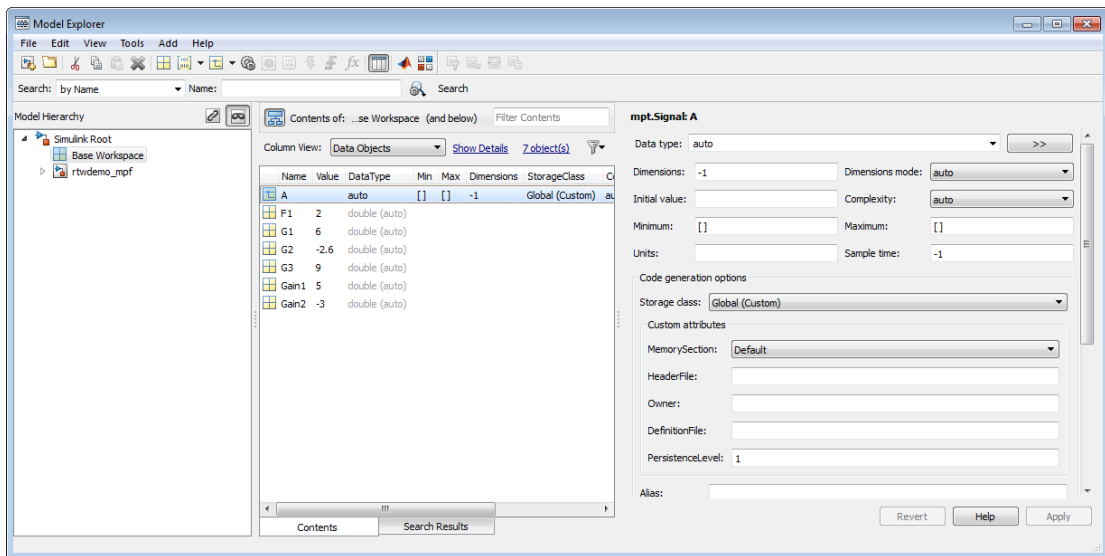 Model Explorer
File Edit View Tools Add Help
Search: by Name Name: Search
Model Hierarchy
Simulink Root
Base Workspace
rtwdemo_mpf
Contents of: ...se Workspace (and below) Filter Contents
Column View: Data Objects Show Details 7 object(s)
Name Value DataType Min Max Dimensions StorageClass
A auto [ ] [ ] -1 Global (Custom) au
F1 2 double (auto)
G1 6 double (auto)
G2 -2.6 double (auto)
G3 9 double (auto)
Gain1 5 double (auto)
Gain2 -3 double (auto)
Contents Search Results
mpt.Signal: A
Data type: auto >>
Dimensions: -1 Dimensions mode: auto
Initial value: Complexity: auto
Minimum: [ ] Maximum: [ ]
Units: Sample time: -1
Code generation options
Storage class: Global (Custom)
Custom attributes
MemorySection: Default
HeaderFile:
Owner:
DefinitionFile:
PersistenceLevel: 1
Alias:
Revert Help Apply